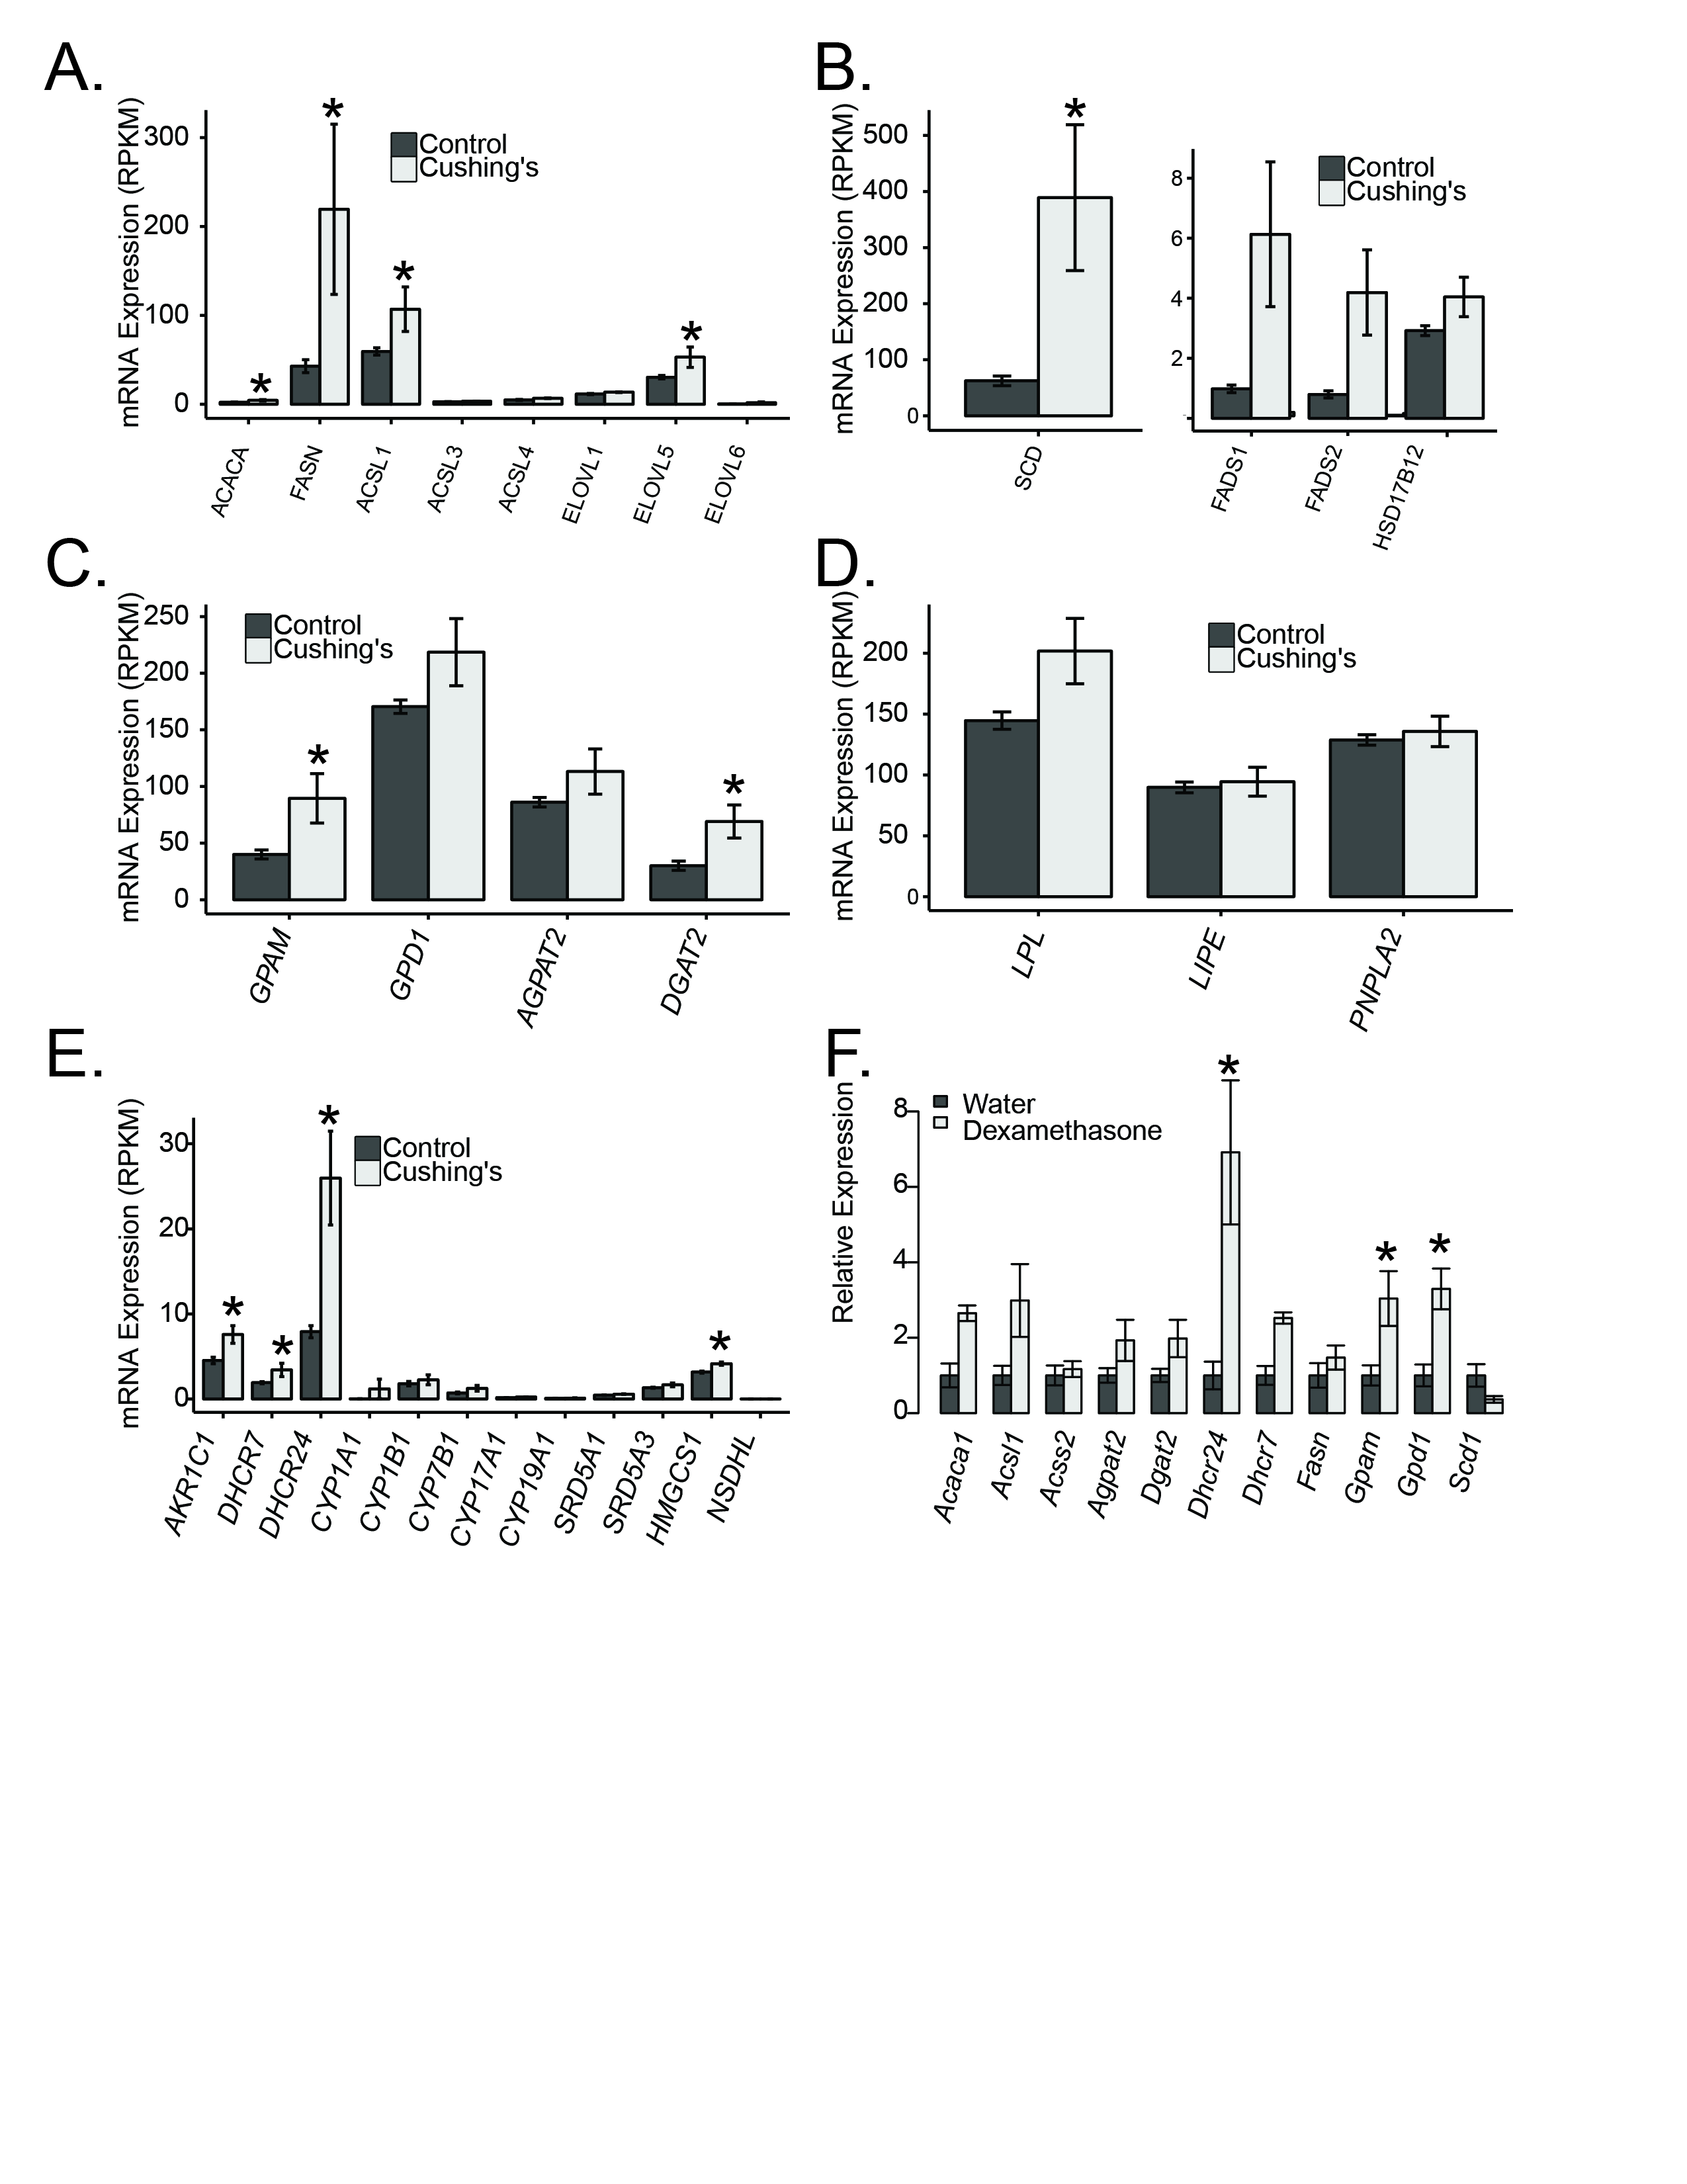 A.
mRNA Expression (RPKM)
300
200
100
0
*
*
*
*
Control
Cushing's
ACACA
FASN
ACSL1
ACSL3
ACSL4
ELOVL1
ELOVL5
ELOVL6
B.
mRNA Expression (RPKM)
500
400
300
200
100
0
*
SCD
8
6
4
2
-
Control
Cushing's
FADS1
FADS2
HSD17B12
C.
mRNA Expression (RPKM)
250
200
150
100
50
0
Control
Cushing's
*
*
GPAM
GPD1
AGPAT2
DGAT2
D.
mRNA Expression (RPKM)
200
150
100
50
0
Control
Cushing's
LPL
LIPE
PNPLA2
E.
mRNA Expression (RPKM)
30
20
10
0
*
*
*
*
Control
Cushing's
AKR1C1
DHCR7
DHCR24
CYP1A1
CYP1B1
CYP7B1
CYP17A1
CYP19A1
SRD5A1
SRD5A3
HMGCS1
NSDHL
F.
Relative Expression
8
6
4
2
0
Water
Dexamethasone
*
*
*
Acaca1
Acsl1
Acss2
Agpat2
Dgat2
Dhcr24
Dhcr7
Fasn
Gpam
Gpd1
Scd1